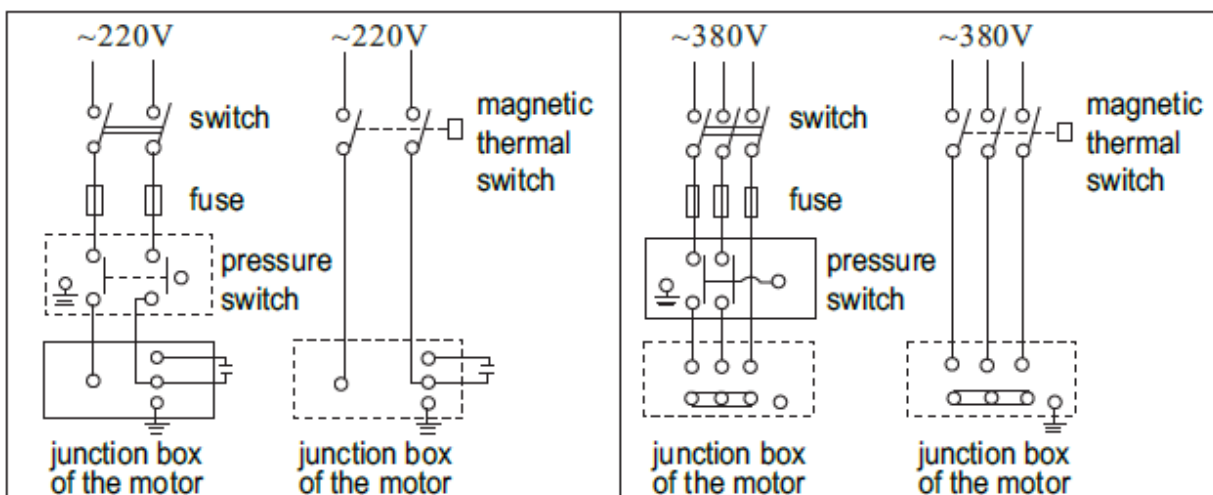 ~220V
switch
fuse
pressure
switch
junction box
of the motor
~220V
magnetic
thermal
switch
junction box
of the motor
~380V
switch
fuse
pressure
switch
junction box
of the motor
~380V
magnetic
thermal
switch
junction box
of the motor